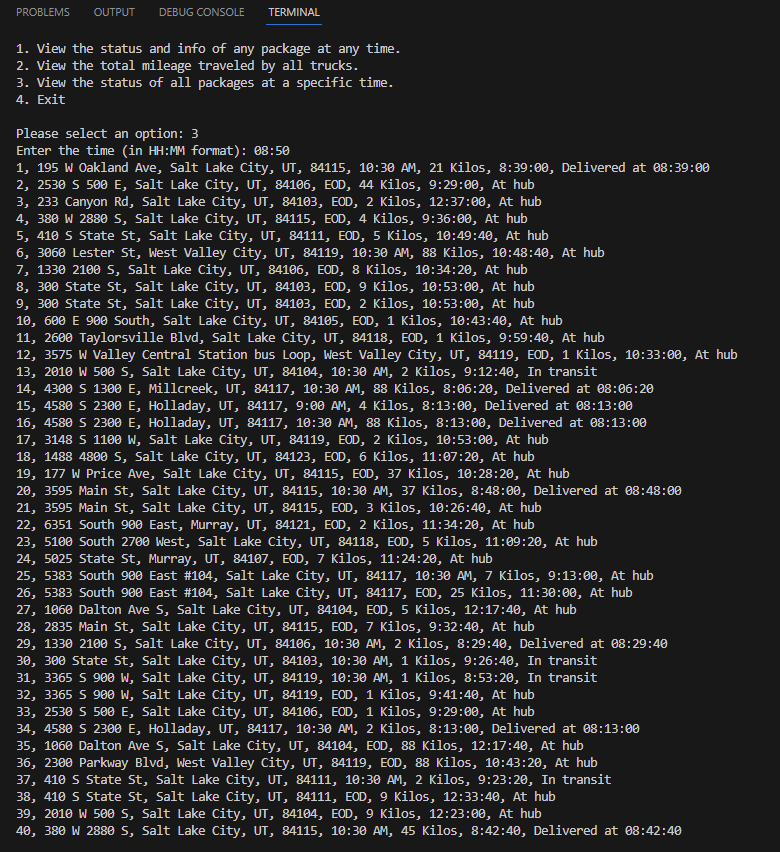 PROBLEMS OUTPUT DEBUG CONSOLE TERMINAL
1. View the status and info of any package at any time.
2. View the total mileage traveled by all trucks.
3. View the status of all packages at a specific time.
4. Exit
Please select an option: 3
Enter the time (in HH:MM format): 08:50
1, 195 W Oakland Ave, Salt Lake City, UT, 84115, 10:30 AM, 21 Kilos, 8:39:00, Delivered at 08:39:00
2, 2530 S 500 E, Salt Lake City, UT, 84106, EOD, 44 Kilos, 9:29:00, At hub
3, 233 Canyon Rd, Salt Lake City, UT, 84103, EOD, 2 Kilos, 12:37:00, At hub
4, 380 W 2880 S, Salt Lake City, UT, 84115, EOD, 4 Kilos, 9:36:00, At hub
5, 410 S State St, Salt Lake City, UT, 84111, EOD, 5 Kilos, 10:49:40, At hub
6, 3060 Lester St, West Valley City, UT, 84119, 10:30 AM, 88 Kilos, 10:48:40, At hub
7, 1330 2100 S, Salt Lake City, UT, 84106, EOD, 8 Kilos, 10:34:20, At hub
8, 300 State St, Salt Lake City, UT, 84103, EOD, 9 Kilos, 10:53:00, At hub
9, 300 State St, Salt Lake City, UT, 84103, EOD, 2 Kilos, 10:53:00, At hub
10, 600 E 900 South, Salt Lake City, UT, 84105, EOD, 1 Kilos, 10:43:40, At hub
11, 2600 Taylorsville Blvd, Salt Lake City, UT, 84118, EOD, 1 Kilos, 9:59:40, At hub
12, 3575 W Valley Central Station bus Loop, West Valley City, UT, 84119, EOD, 1 Kilos, 10:33:00, At hub
13, 2010 W 500 S, Salt Lake City, UT, 84104, 10:30 AM, 2 Kilos, 9:12:40, In transit
14, 4300 S 1300 E, Millcreek, UT, 84117, 10:30 AM, 88 Kilos, 8:06:20, Delivered at 08:06:20
15, 4580 S 2300 E, Holladay, UT, 84117, 9:00 AM, 4 Kilos, 8:13:00, Delivered at 08:13:00
16, 4580 S 2300 E, Holladay, UT, 84117, 10:30 AM, 88 Kilos, 8:13:00, Delivered at 08:13:00
17, 3148 S 1100 W, Salt Lake City, UT, 84119, EOD, 2 Kilos, 10:53:00, At hub
18, 1488 4800 S, Salt Lake City, UT, 84123, EOD, 6 Kilos, 11:07:20, At hub
19, 177 W Price Ave, Salt Lake City, UT, 84115, EOD, 37 Kilos, 10:28:20, At hub
20, 3595 Main St, Salt Lake City, UT, 84115, 10:30 AM, 37 Kilos, 8:48:00, Delivered at 08:48:00
21, 3595 Main St, Salt Lake City, UT, 84115, EOD, 3 Kilos, 10:26:40, At hub
22, 6351 South 900 East, Murray, UT, 84121, EOD, 2 Kilos, 11:34:20, At hub
23, 5100 South 2700 West, Salt Lake City, UT, 84118, EOD, 5 Kilos, 11:09:20, At hub
24, 5025 State St, Murray, UT, 84107, EOD, 7 Kilos, 11:24:20, At hub
25, 5383 South 900 East #104, Salt Lake City, UT, 84117, 10:30 AM, 7 Kilos, 9:13:00, At hub
26, 5383 South 900 East #104, Salt Lake City, UT, 84117, EOD, 25 Kilos, 11:30:00, At hub
27, 1060 Dalton Ave S, Salt Lake City, UT, 84104, EOD, 5 Kilos, 12:17:40, At hub
28, 2835 Main St, Salt Lake City, UT, 84115, EOD, 7 Kilos, 9:32:40, At hub
29, 1330 2100 S, Salt Lake City, UT, 84106, 10:30 AM, 2 Kilos, 8:29:40, Delivered at 08:29:40
30, 300 State St, Salt Lake City, UT, 84103, 10:30 AM, 1 Kilos, 9:26:40, In transit
31, 3365 S 900 W, Salt Lake City, UT, 84119, 10:30 AM, 1 Kilos, 8:53:20, In transit
32, 3365 S 900 W, Salt Lake City, UT, 84119, EOD, 1 Kilos, 9:41:40, At hub
33, 2530 S 500 E, Salt Lake City, UT, 84106, EOD, 1 Kilos, 9:29:00, At hub
34, 4580 S 2300 E, Holladay, UT, 84117, 10:30 AM, 2 Kilos, 8:13:00, Delivered at 08:13:00
35, 1060 Dalton Ave S, Salt Lake City, UT, 84104, EOD, 88 Kilos, 12:17:40, At hub
36, 2300 Parkway Blvd, West Valley City, UT, 84119, EOD, 88 Kilos, 10:43:20, At hub
37, 410 S State St, Salt Lake City, UT, 84111, 10:30 AM, 2 Kilos, 9:23:20, In transit
38, 410 S State St, Salt Lake City, UT, 84111, EOD, 9 Kilos, 12:33:40, At hub
39, 2010 W 500 S, Salt Lake City, UT, 84104, EOD, 9 Kilos, 12:23:00, At hub
40, 380 W 2880 S, Salt Lake City, UT, 84115, 10:30 AM, 45 Kilos, 8:42:40, Delivered at 08:42:40